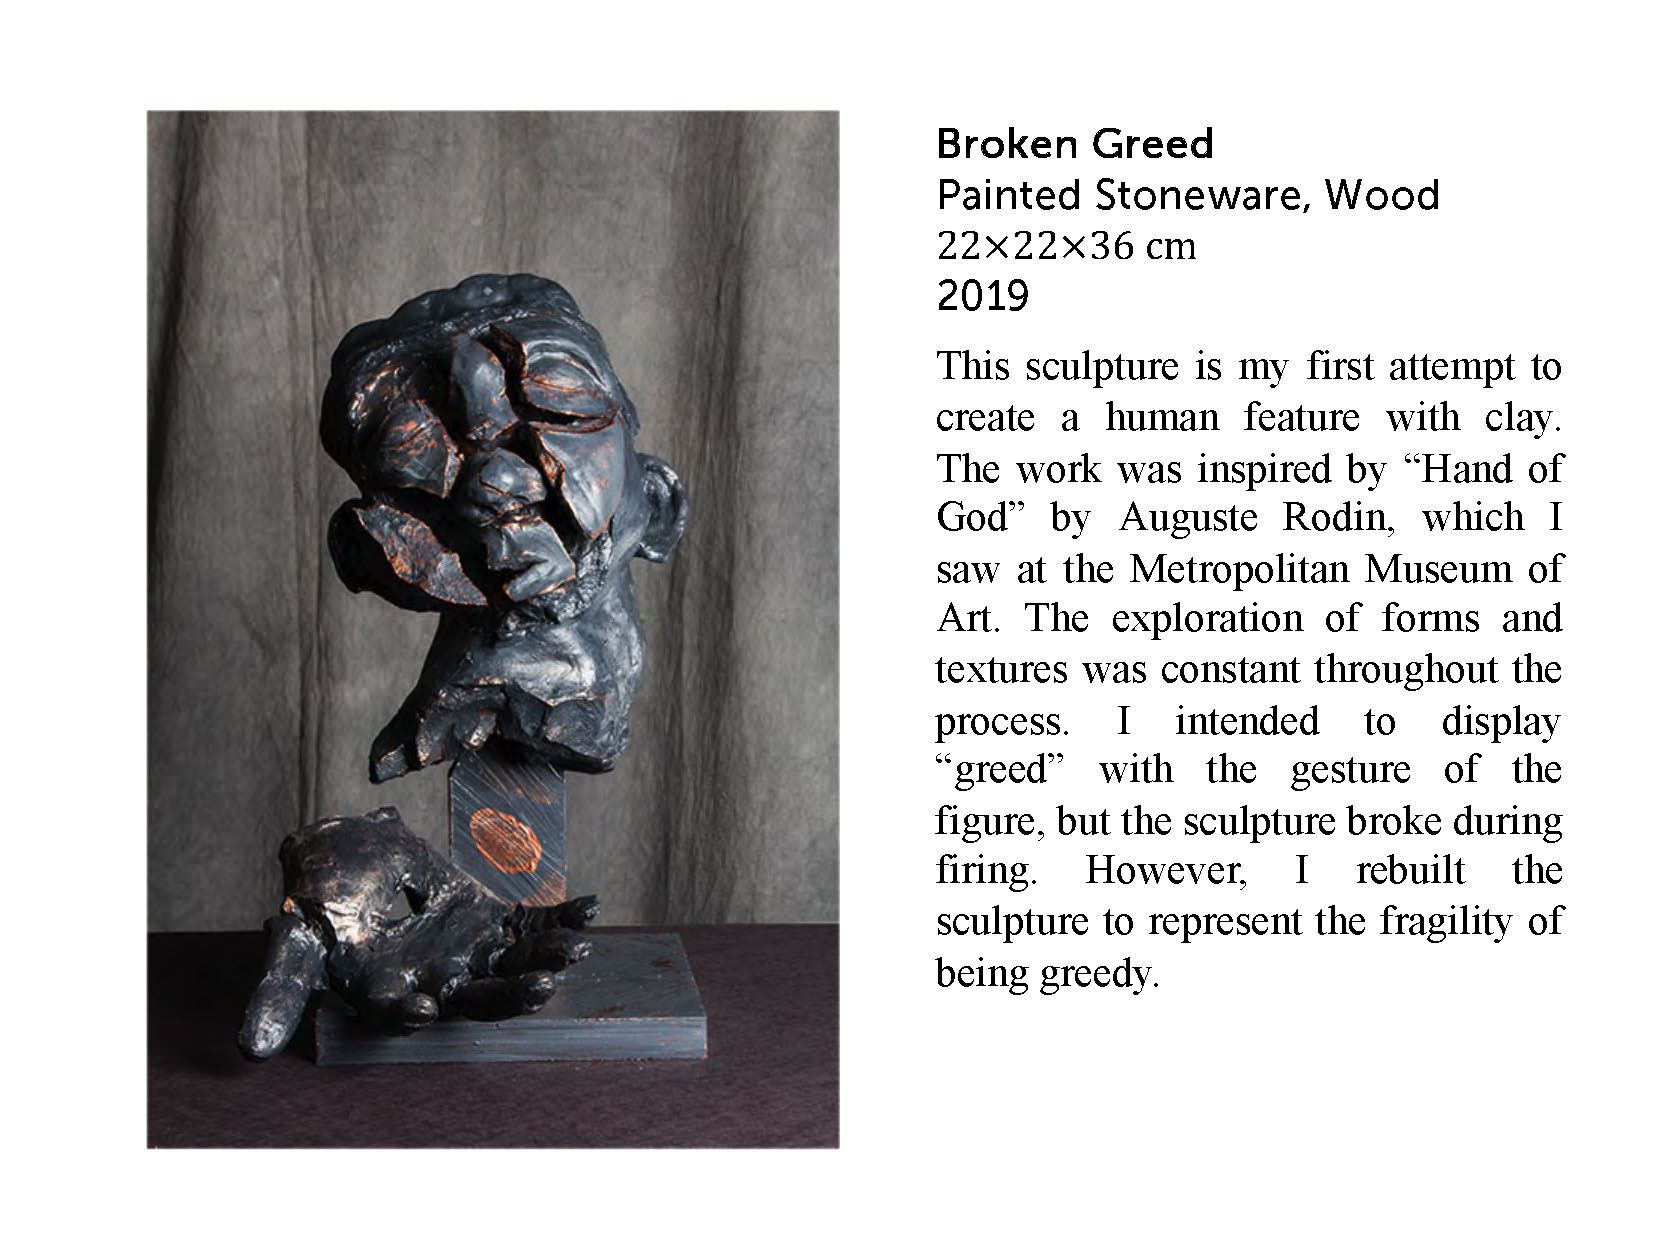 Broken Greed
Painted Stoneware, Wood
22×22×36 cm
2019
This sculpture is my first attempt to
create a human feature with clay.
The work was inspired by “Hand of
God” by Auguste Rodin, which I
saw at the Metropolitan Museum of
Art. The exploration of forms and
textures was constant throughout the
process. I intended to display
“greed” with the gesture of the
figure, but the sculpture broke during
firing. However, I rebuilt the
sculpture to represent the fragility of
being greedy.